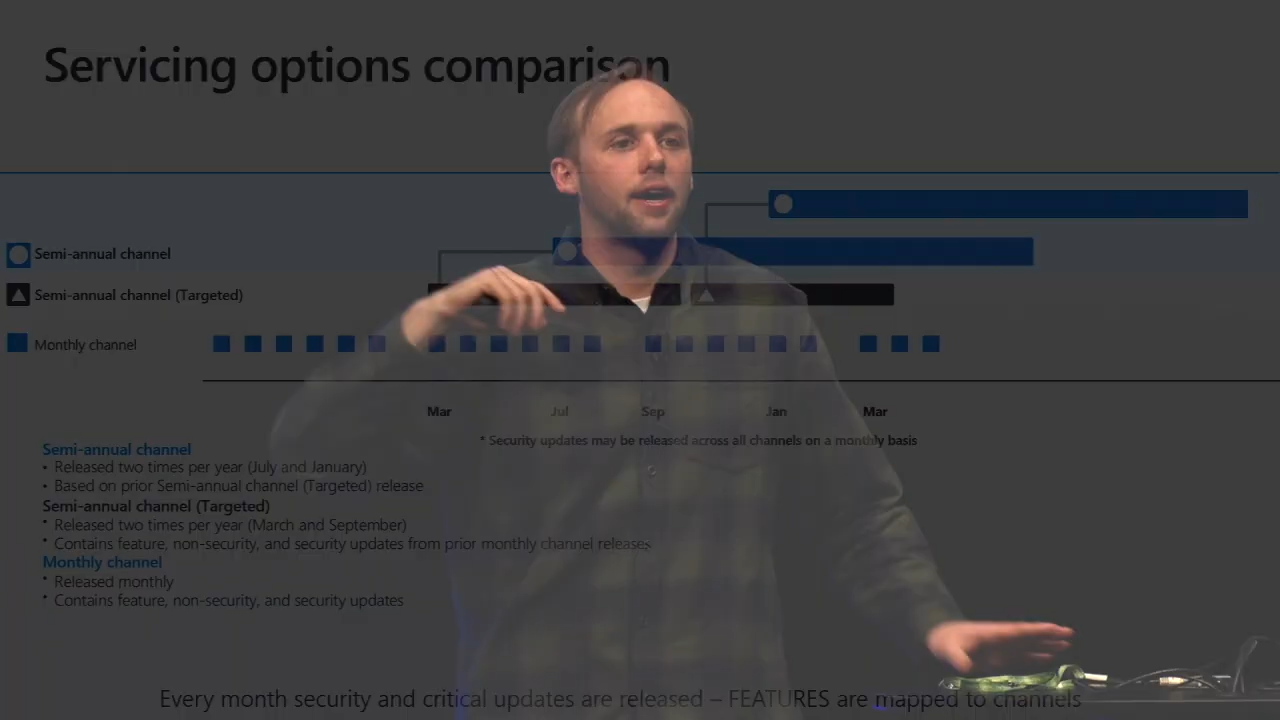 Servicing options comparison
Semi-annual channel
Semi-annual channel (Targeted)
Monthly channel
Mar Jul Sep Jan Mar
* Security updates may be released across all channels on a monthly basis
Semi-annual channel
• Released two times per year (July and January)
• Based on prior Semi-annual channel (Targeted) release
Semi-annual channel (Targeted)
• Released two times per year (March and September)
• Contains feature, non-security, and security updates from prior monthly channel releases
Monthly channel
• Released monthly
• Contains feature, non-security, and security updates
Every month security and critical updates are released – FEATURES are mapped to channels